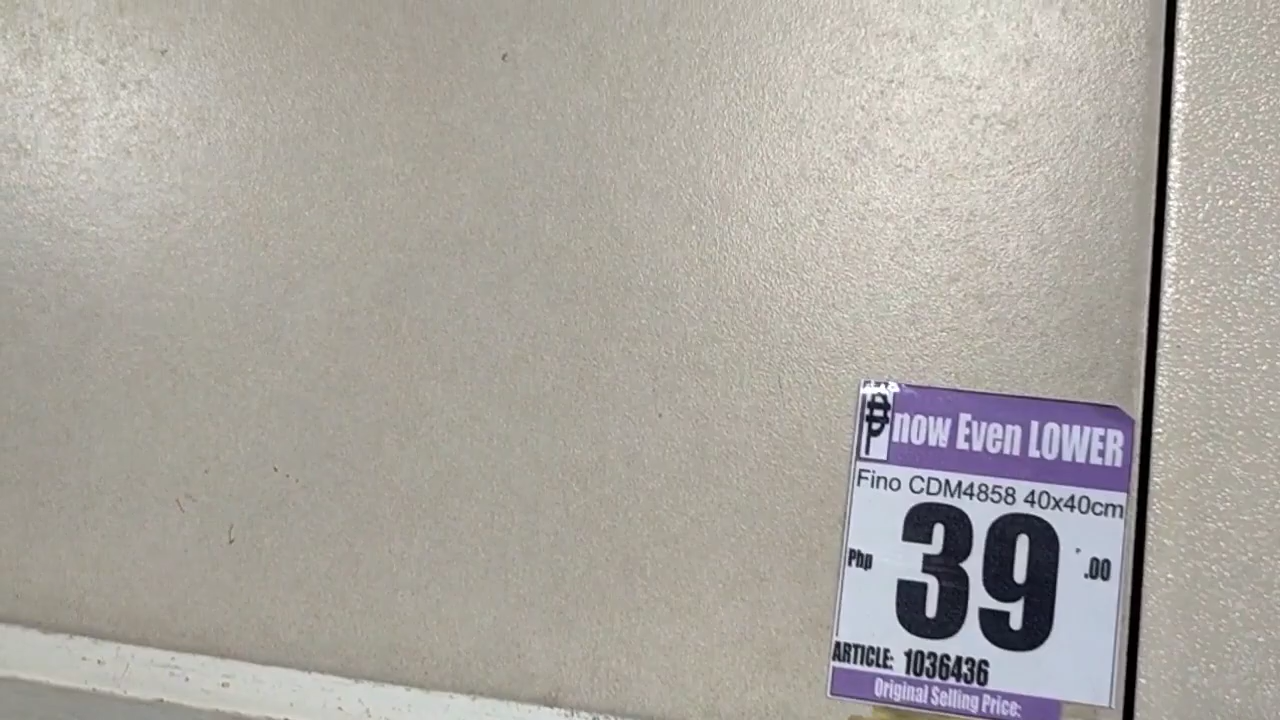 ₱ now Even LOWER
Fino CDM4858 40x40cm
Php 39.00
ARTICLE: 1036436
Original Selling Price: